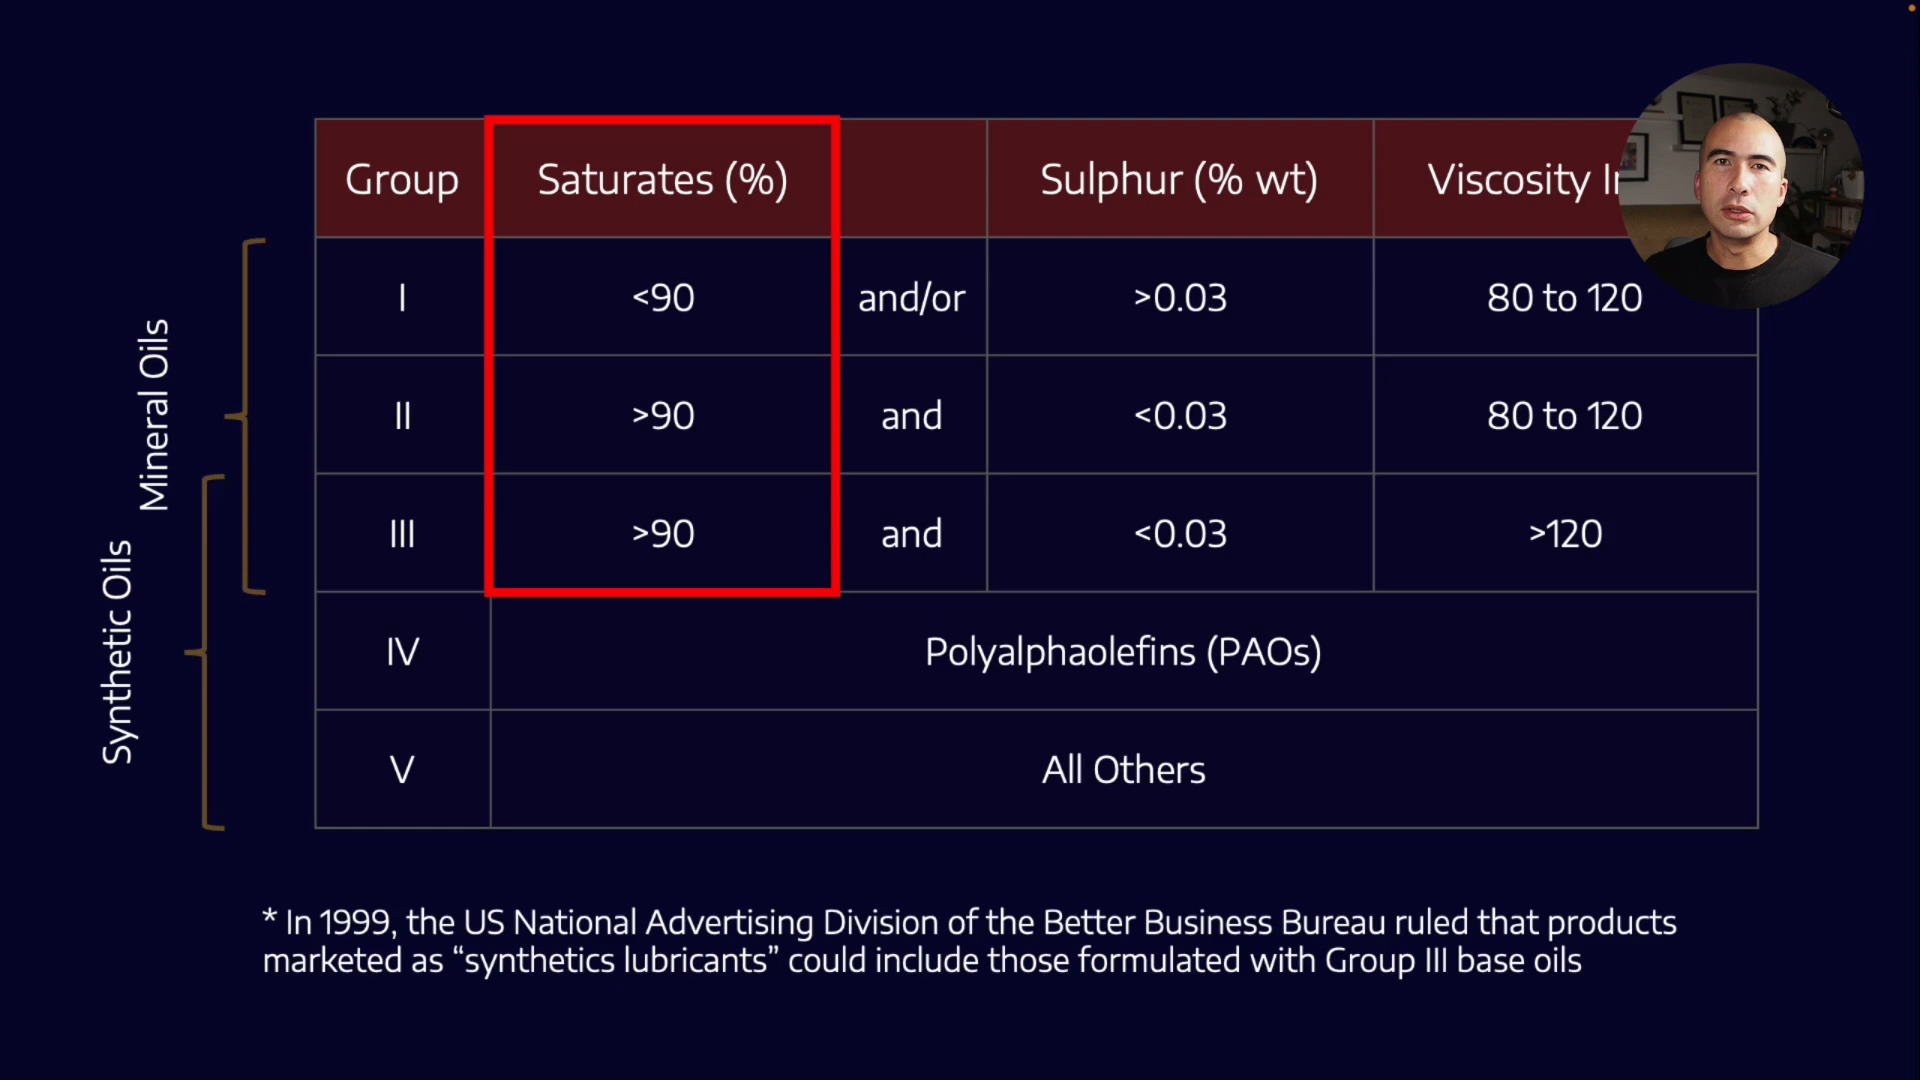 Group Saturates (%) Sulphur (% wt) Viscosity
I <90 and/or >0.03 80 to 120
II >90 and <0.03 80 to 120
III >90 and <0.03 >120
IV Polyalphaolefins (PAOs)
V All Others
Mineral Oils
Synthetic Oils
* In 1999, the US National Advertising Division of the Better Business Bureau ruled that products
marketed as “synthetics lubricants” could include those formulated with Group III base oils